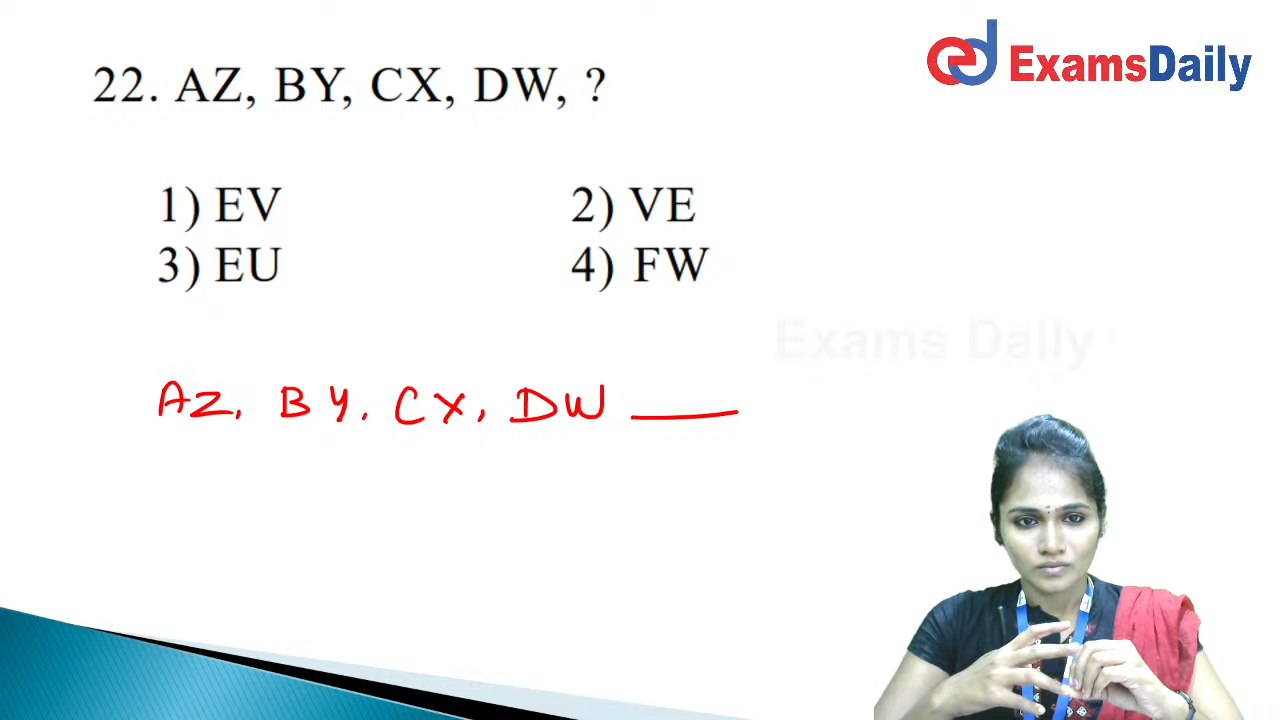 ExamsDaily
22. AZ, BY, CX, DW, ?
1) EV 2) VE
3) EU 4) FW
Exams Daily
AZ, BY, CX, DW